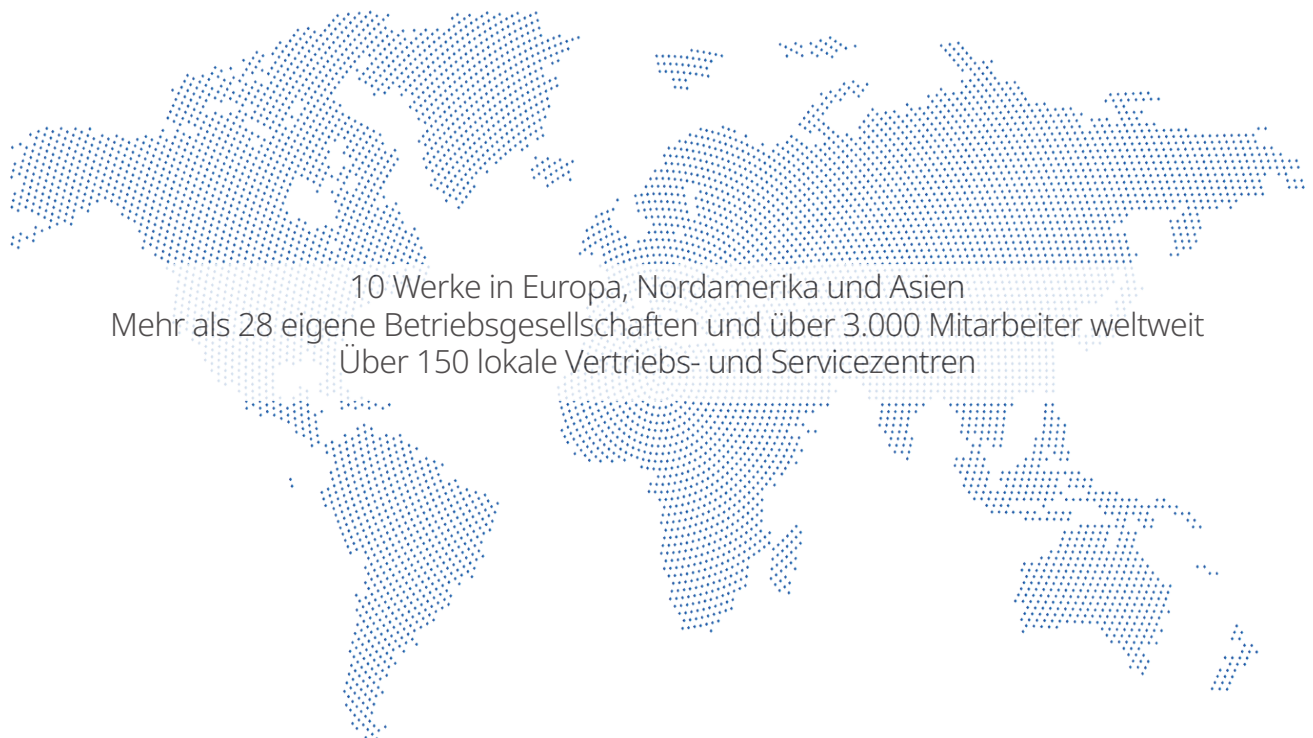 10 Werke in Europa, Nordamerika und Asien
Mehr als 28 eigene Betriebsgesellschaften und über 3.000 Mitarbeiter weltweit
Über 150 lokale Vertriebs- und Servicezentren